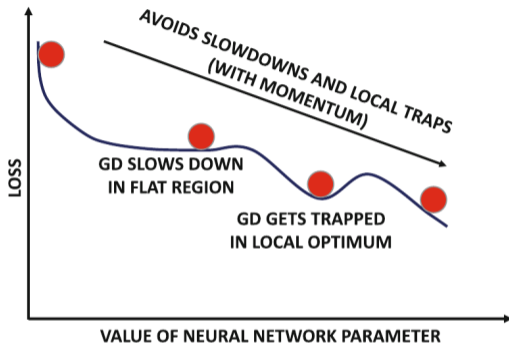 AVOIDS SLOWDOWNS AND LOCAL TRAPS
(WITH MOMENTUM)
GD SLOWS DOWN
IN FLAT REGION
GD GETS TRAPPED
IN LOCAL OPTIMUM
LOSS
VALUE OF NEURAL NETWORK PARAMETER